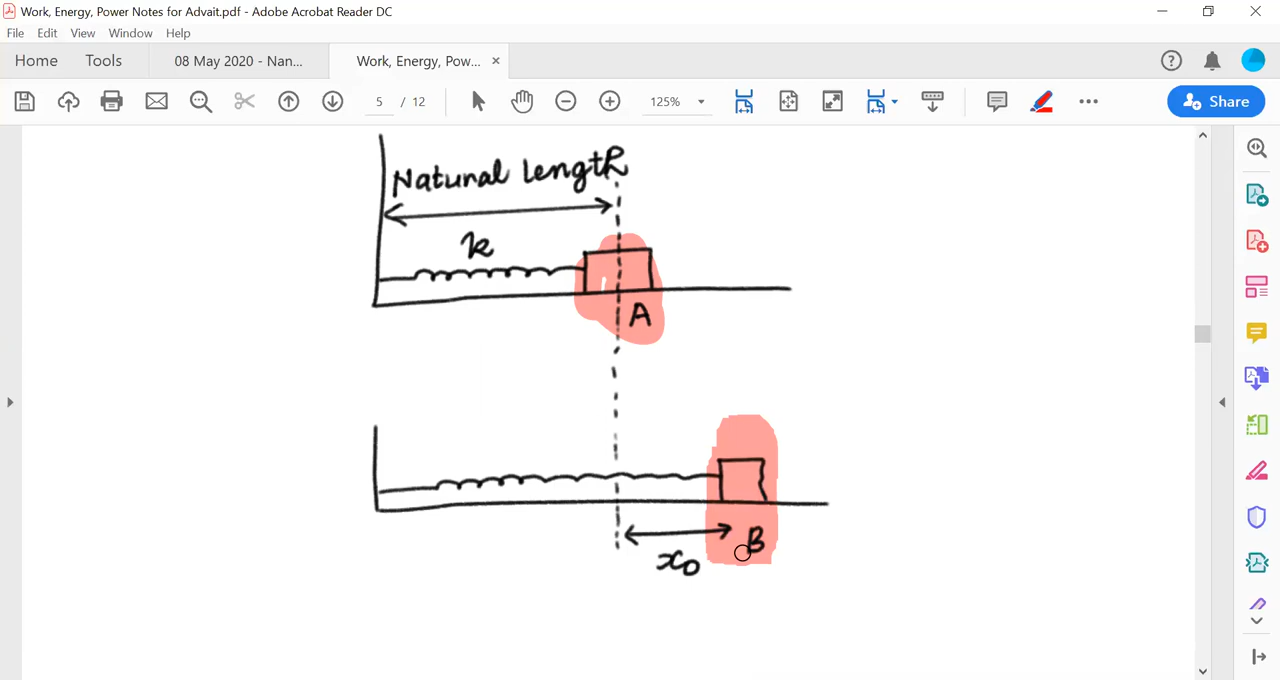 Work, Energy, Power Notes for Advait.pdf - Adobe Acrobat Reader DC
File Edit View Window Help
Home Tools 08 May 2020 - Nan... Work, Energy, Pow... ×
5 / 12 125% Share
Natural length
k
A
B
x₀